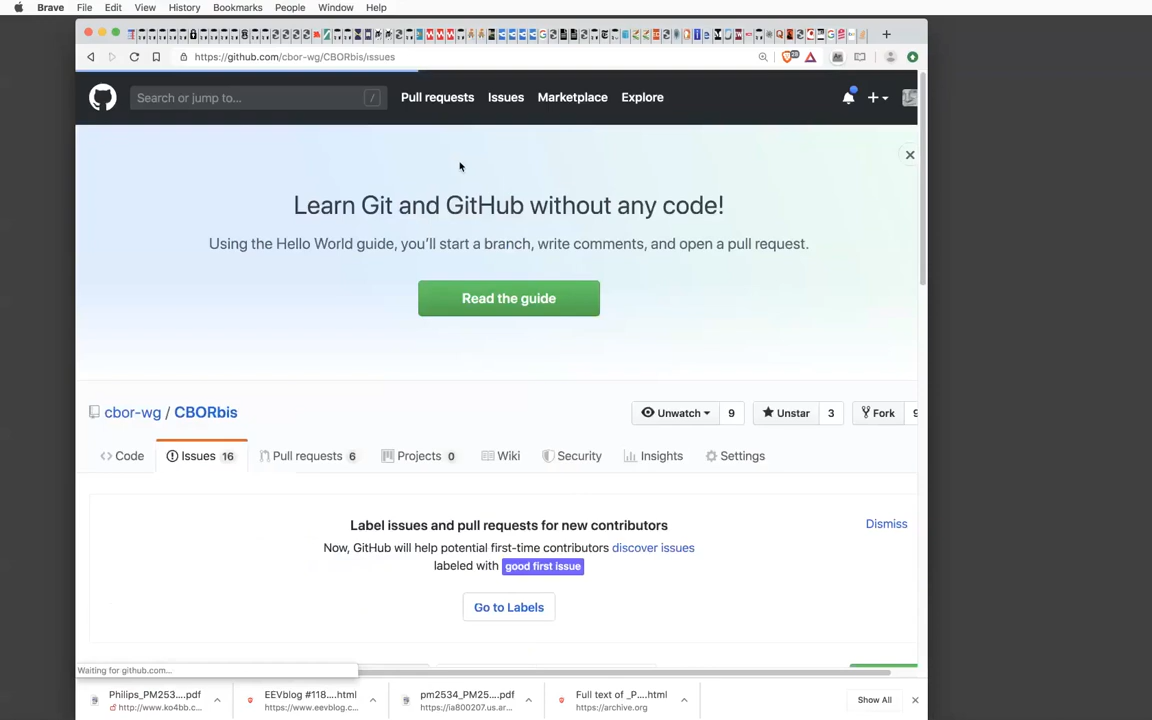 Brave File Edit View History Bookmarks People Window Help
https://github.com/cbor-wg/CBORbis/issues
Search or jump to... / Pull requests Issues Marketplace Explore
Learn Git and GitHub without any code!
Using the Hello World guide, you'll start a branch, write comments, and open a pull request.
Read the guide
cbor-wg / CBORbis Unwatch 9 Unstar 3 Fork
Code Issues 16 Pull requests 6 Projects 0 Wiki Security Insights Settings
Label issues and pull requests for new contributors
Dismiss
Now, GitHub will help potential first-time contributors discover issues
labeled with good first issue
Go to Labels
Waiting for github.com...
Philips_PM253....pdf EEVblog #118....html pm2534_PM25....pdf Full text of _P....html Show All
http://www.ko4bb.c... https://www.eevblog.c... https://ia800207.us.ar... https://archive.org